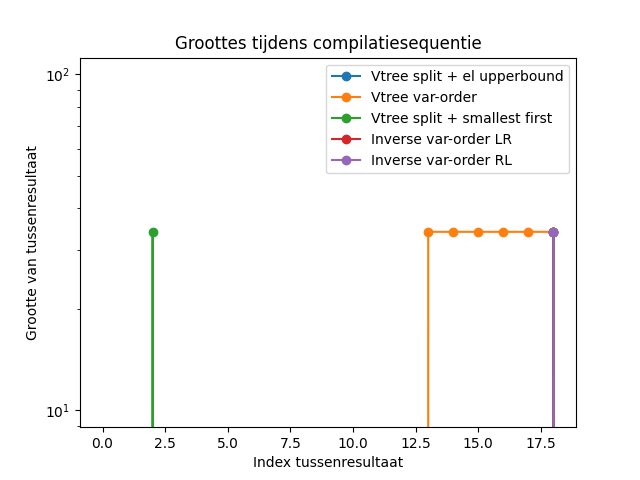 Groottes tijdens compilatiesequentie
Vtree split + el upperbound
Vtree var-order
Vtree split + smallest first
Inverse var-order LR
Inverse var-order RL
Grootte van tussenresultaat
10²
10¹
0.0 2.5 5.0 7.5 10.0 12.5 15.0 17.5
Index tussenresultaat